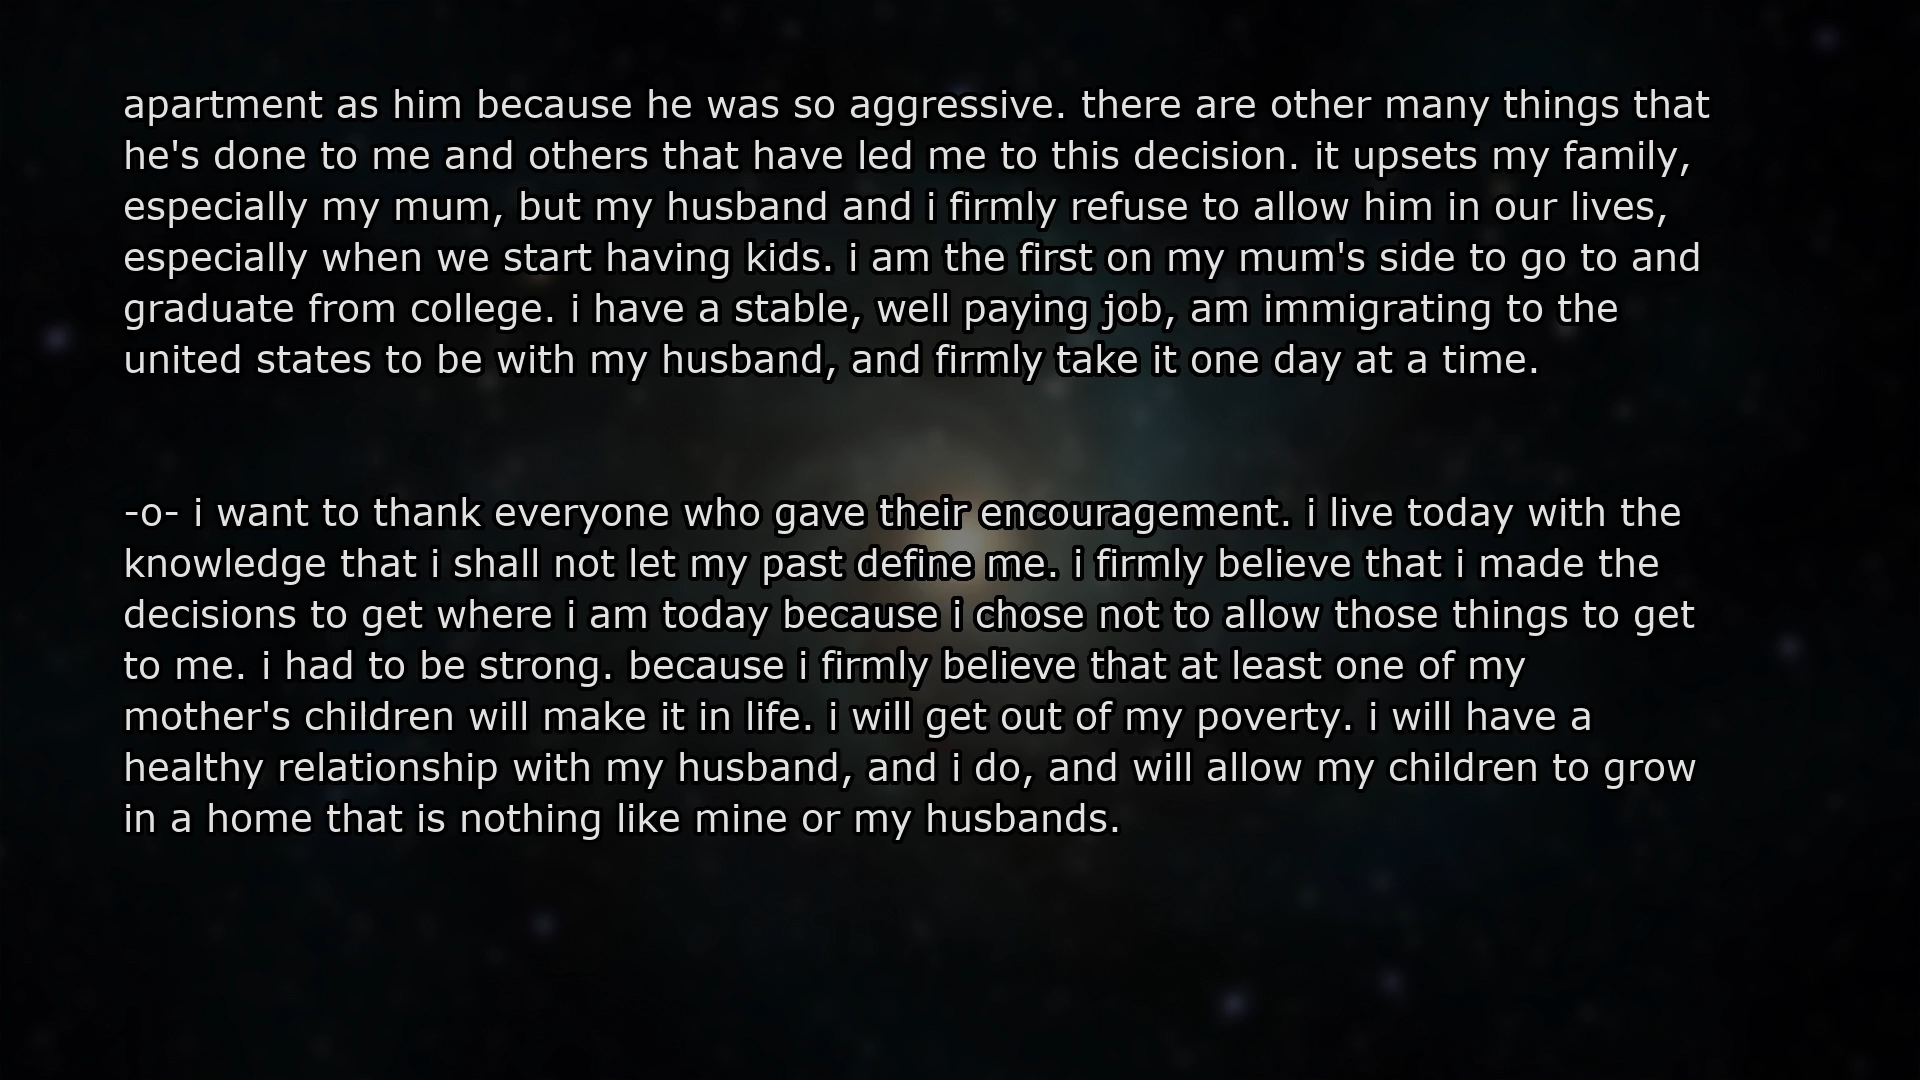 apartment as him because he was so aggressive. there are other many things that
he's done to me and others that have led me to this decision. it upsets my family,
especially my mum, but my husband and i firmly refuse to allow him in our lives,
especially when we start having kids. i am the first on my mum's side to go to and
graduate from college. i have a stable, well paying job, am immigrating to the
united states to be with my husband, and firmly take it one day at a time.
-o- i want to thank everyone who gave their encouragement. i live today with the
knowledge that i shall not let my past define me. i firmly believe that i made the
decisions to get where i am today because i chose not to allow those things to get
to me. i had to be strong. because i firmly believe that at least one of my
mother's children will make it in life. i will get out of my poverty. i will have a
healthy relationship with my husband, and i do, and will allow my children to grow
in a home that is nothing like mine or my husbands.